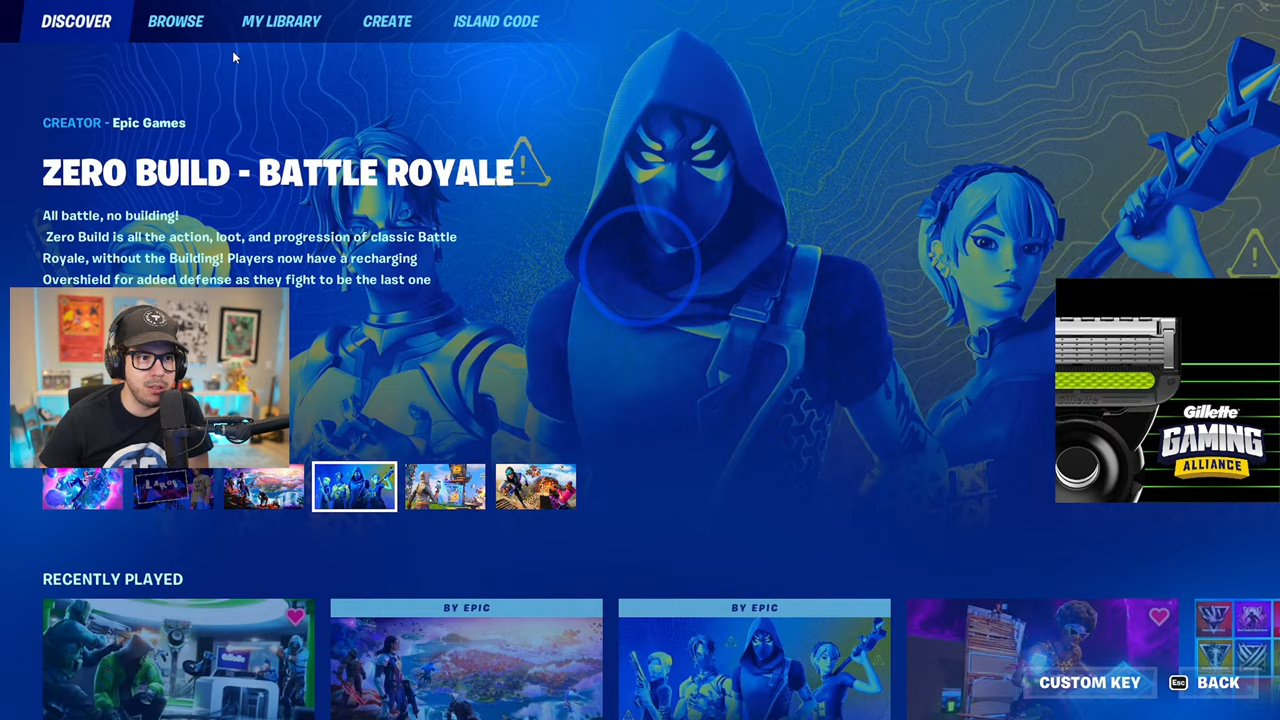 DISCOVER
BROWSE
MY LIBRARY
CREATE
ISLAND CODE
CREATOR - Epic Games
ZERO BUILD - BATTLE ROYALE
All battle, no building!
Zero Build is all the action, loot, and progression of classic Battle
Royale, without the Building! Players now have a recharging
Overshield for added defense as they fight to be the last one
Gillette
GAMING
ALLIANCE
RECENTLY PLAYED
BY EPIC
BY EPIC
Gillette
CUSTOM KEY
Esc
BACK